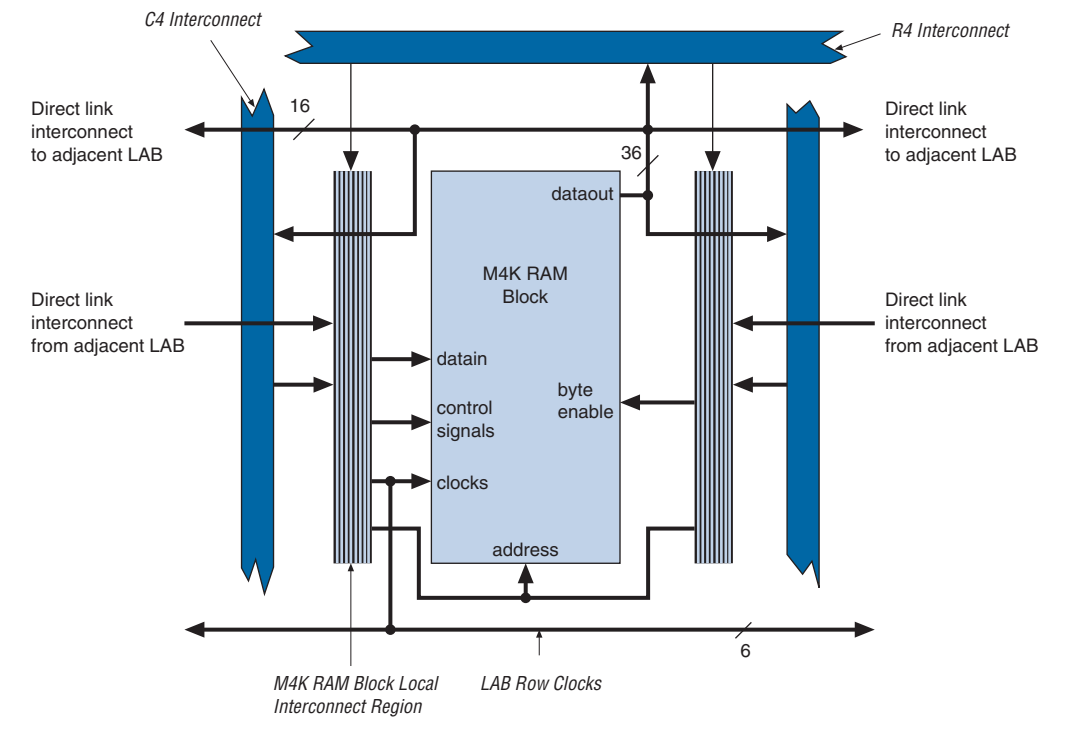 C4 Interconnect
R4 Interconnect
Direct link
interconnect
to adjacent LAB
16
Direct link
interconnect
to adjacent LAB
36
dataout
M4K RAM
Block
Direct link
interconnect
from adjacent LAB
Direct link
interconnect
from adjacent LAB
datain
byte
enable
control
signals
clocks
address
6
M4K RAM Block Local
Interconnect Region
LAB Row Clocks